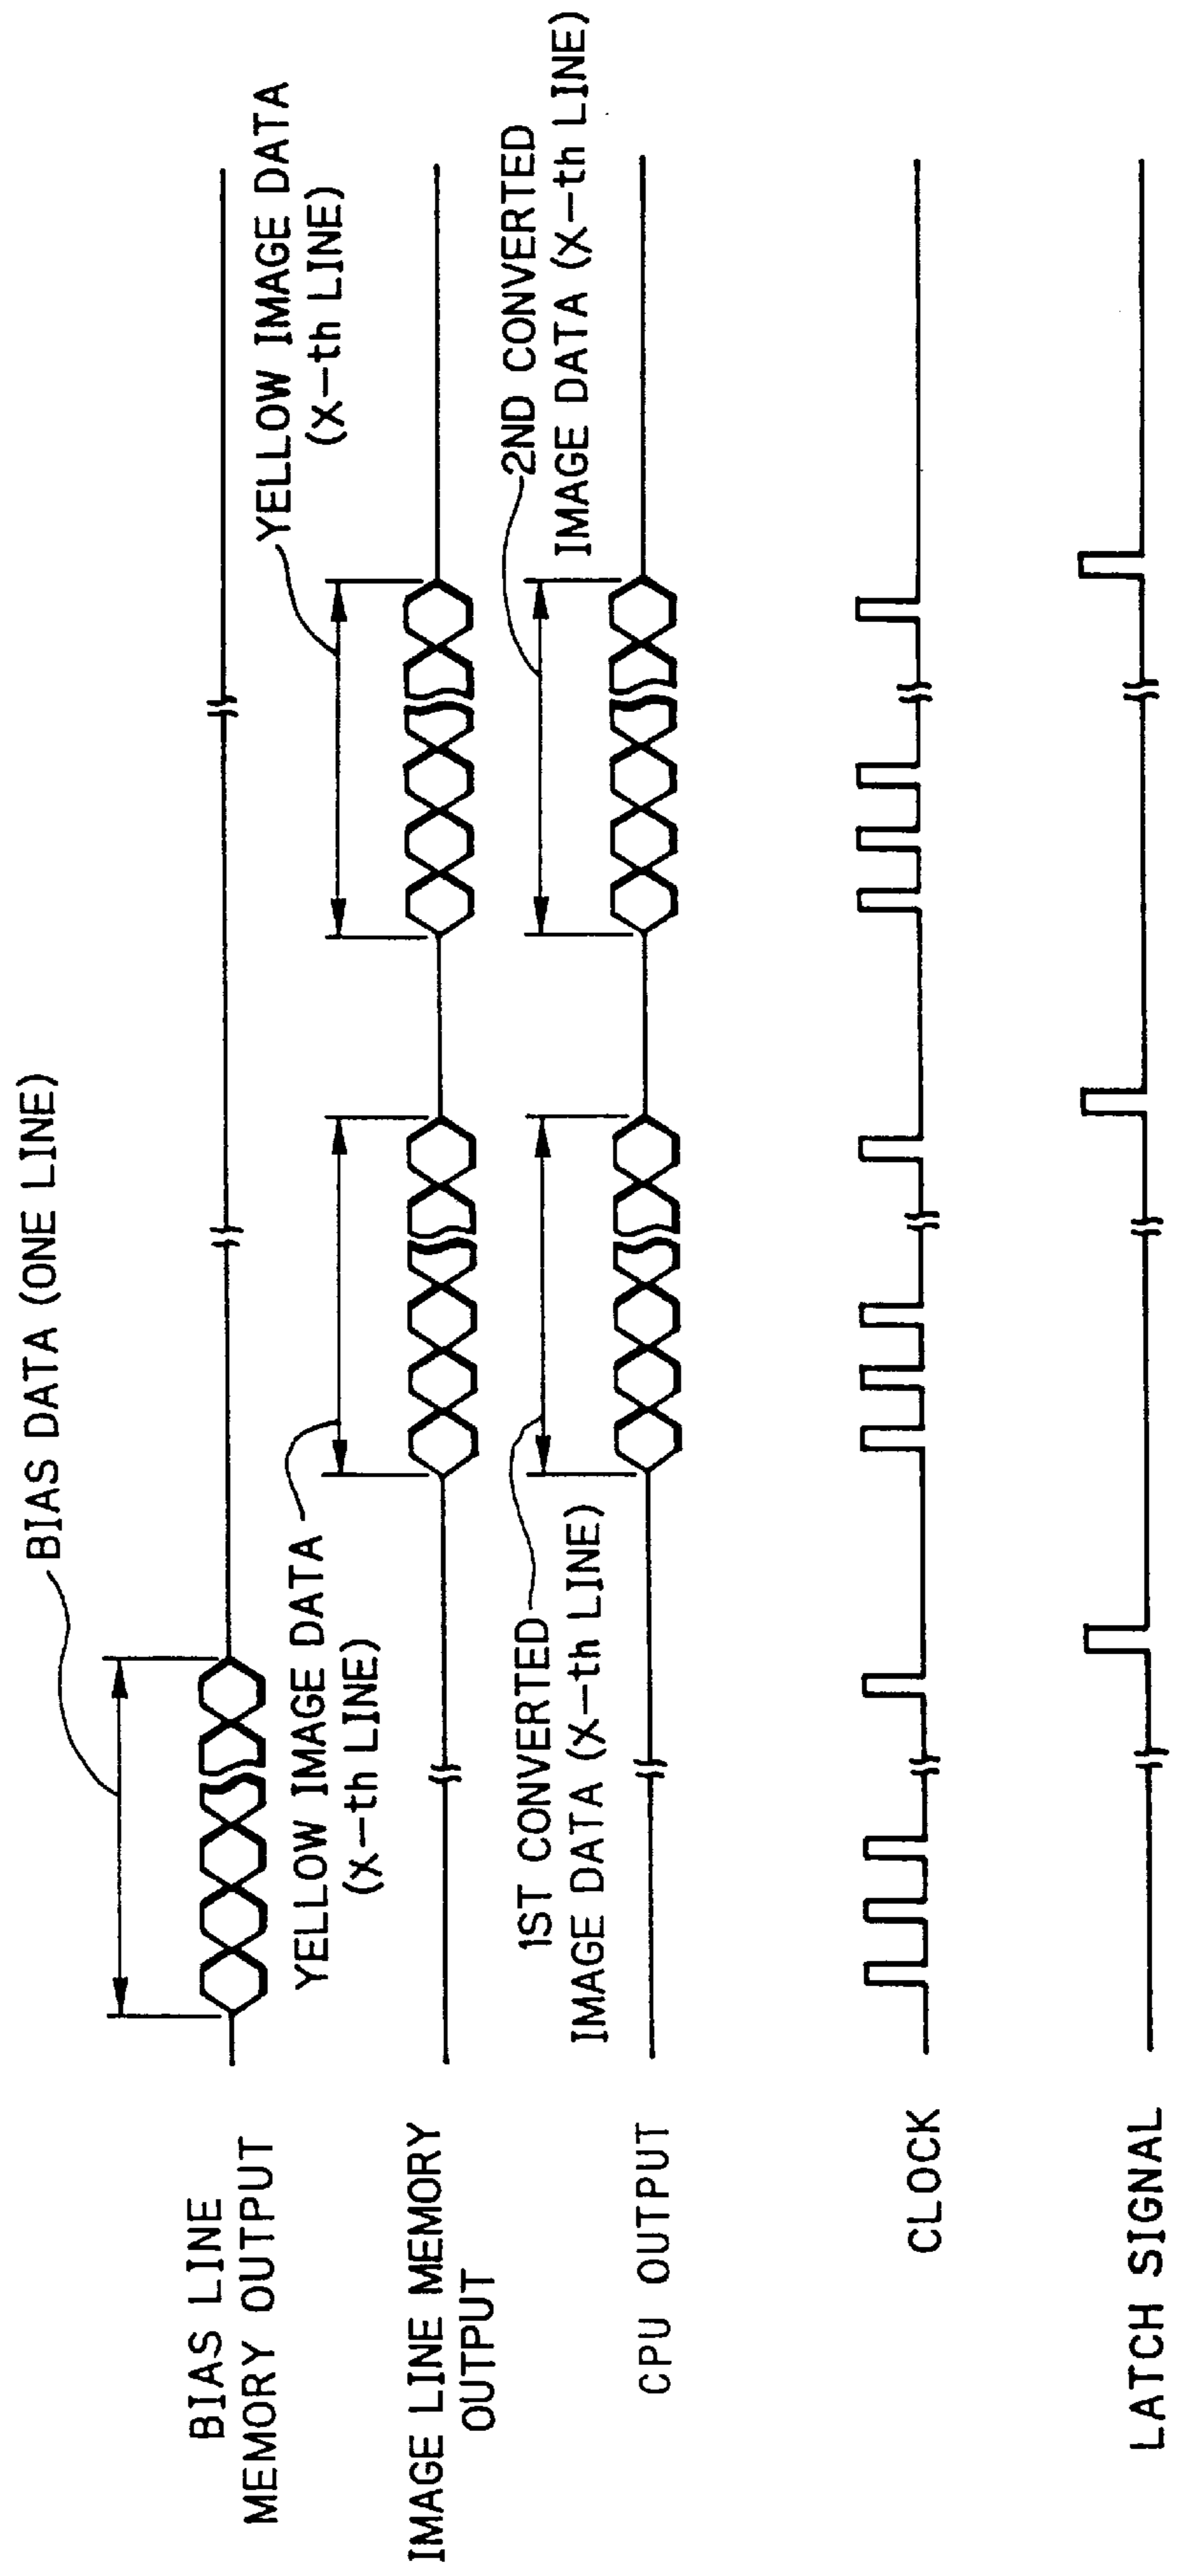 BIAS DATA (ONE LINE)
BIAS LINE
MEMORY OUTPUT
YELLOW IMAGE DATA
(X-th LINE)
YELLOW IMAGE DATA
(X-th LINE)
IMAGE LINE MEMORY
OUTPUT
1ST CONVERTED
IMAGE DATA (X-th LINE)
2ND CONVERTED
IMAGE DATA (X-th LINE)
CPU OUTPUT
CLOCK
LATCH SIGNAL